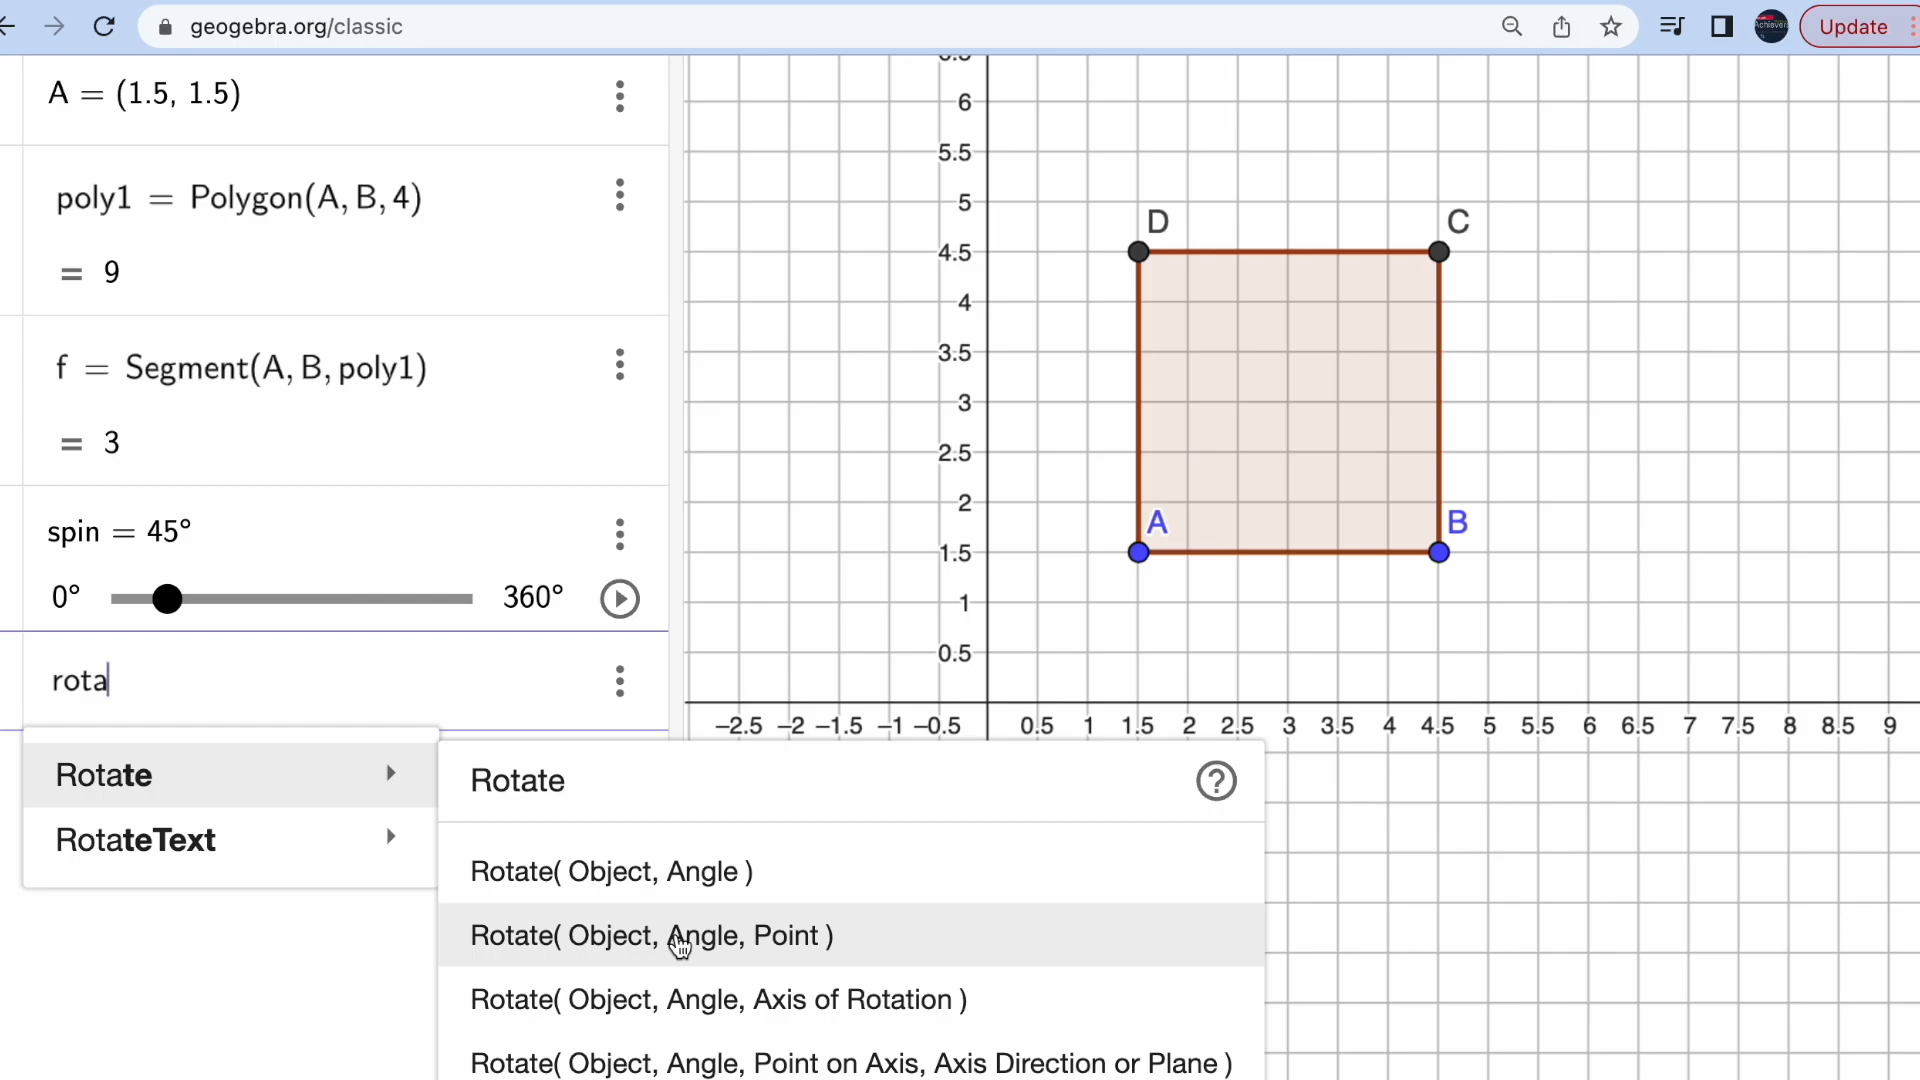 geogebra.org/classic
Update
A = (1.5, 1.5)
poly1 = Polygon(A, B, 4)
= 9
f = Segment(A, B, poly1)
= 3
spin = 45°
0° 360°
rota
Rotate
RotateText
Rotate
Rotate( Object, Angle )
Rotate( Object, Angle, Point )
Rotate( Object, Angle, Axis of Rotation )
Rotate( Object, Angle, Point on Axis, Axis Direction or Plane )
6
5.5
5
4.5
4
3.5
3
2.5
2
1.5
1
0.5
D C
A B
−2.5 −2 −1.5 −1 −0.5 0.5 1 1.5 2 2.5 3 3.5 4 4.5 5 5.5 6 6.5 7 7.5 8 8.5 9